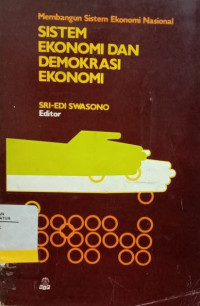 Membangun Sistem Ekonomi Nasional
SISTEM
EKONOMI DAN
DEMOKRASI
EKONOMI
SRI-EDI SWASONO
Editor